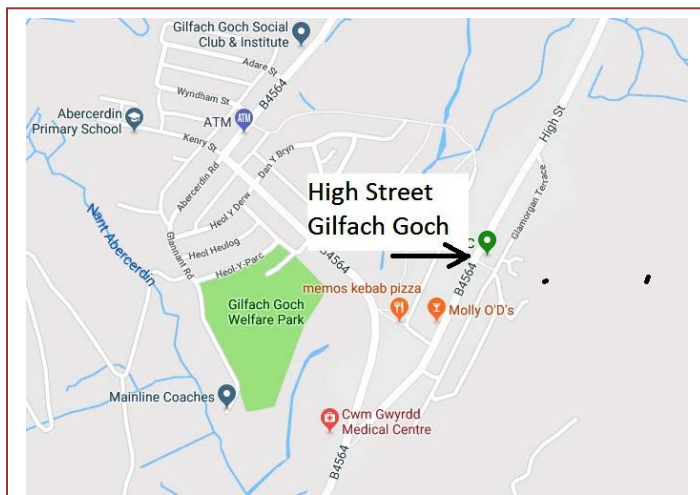 Gilfach Goch Social
Club & Institute
Adare St
Wyndham St
B4564
High St
Abercerdin
Primary School
ATM
ATM
Kenry St
Dan Y Bryn
Abercerdin Rd
Heol Y Derw
High Street
Gilfach Goch
Glamorgan Terrace
Nant Abercerdin
Heol Heulog
Glannant Rd
Heol-Y-Parc
B4564
C
B4564
memos kebab pizza
Gilfach Goch
Welfare Park
Molly O'D's
Mainline Coaches
Cwm Gwyrdd
Medical Centre
B4564